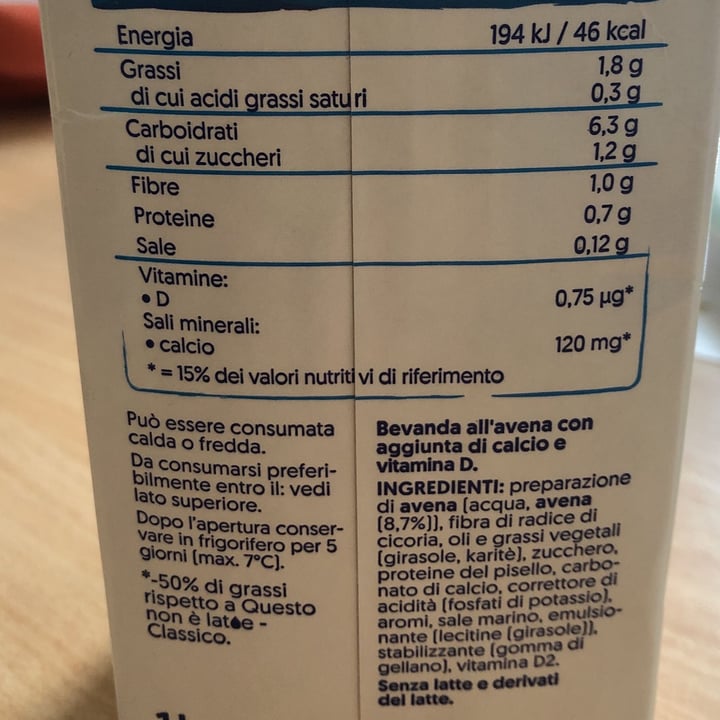 Energia 194 kJ / 46 kcal
Grassi 1,8 g
di cui acidi grassi saturi 0,3 g
Carboidrati 6,3 g
di cui zuccheri 1,2 g
Fibre 1,0 g
Proteine 0,7 g
Sale 0,12 g
Vitamine:
• D 0,75 µg*
Sali minerali:
• calcio 120 mg*
* = 15% dei valori nutritivi di riferimento
Può essere consumata
calda o fredda.
Da consumarsi preferi-
bilmente entro il: vedi
lato superiore.
Dopo l'apertura conser-
vare in frigorifero per 5
giorni (max. 7°C).
*-50% di grassi
rispetto a Questo
non è latte -
Classico.
Bevanda all'avena con
aggiunta di calcio e
vitamina D.
INGREDIENTI: preparazione
di avena (acqua, avena
(8,7%)), fibra di radice di
cicoria, oli e grassi vegetali
(girasole, karitè), zucchero,
proteine del pisello, carbo-
nato di calcio, correttore di
acidità (fosfati di potassio),
aromi, sale marino, emulsio-
nante (lecitine (girasole)),
stabilizzante (gomma di
gellano), vitamina D2.
Senza latte e derivati
del latte.